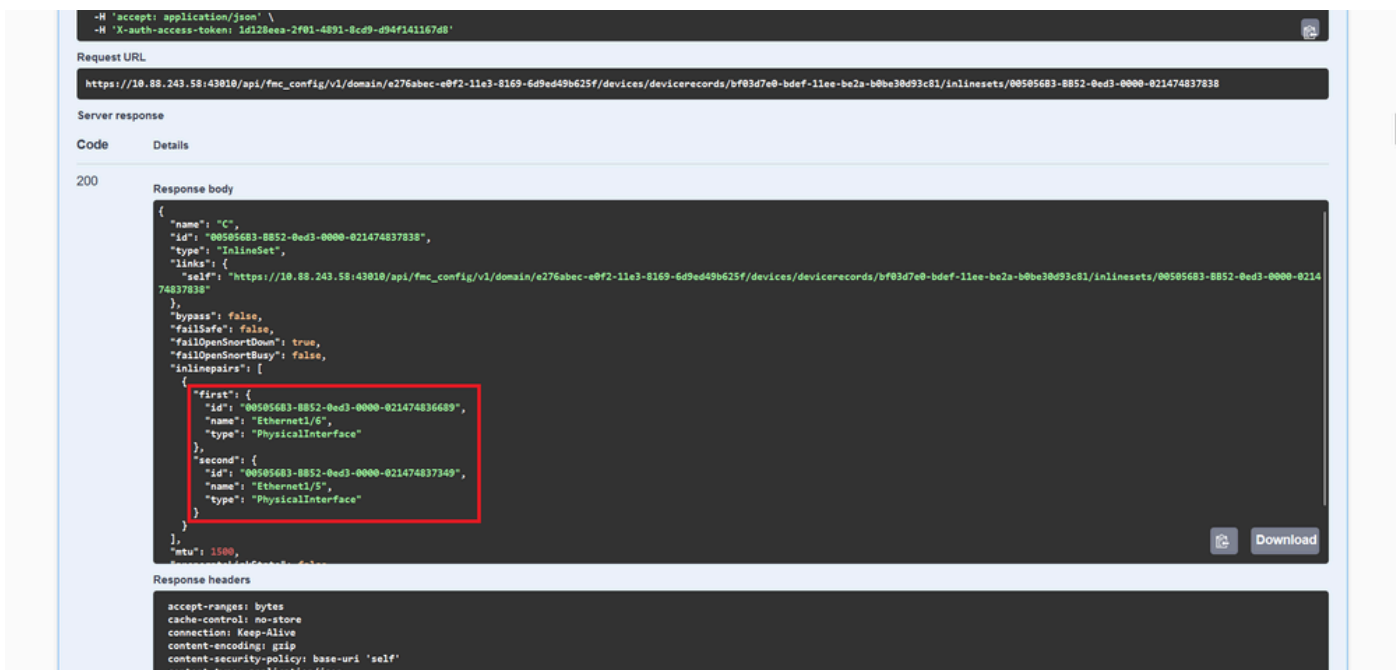 -H 'accept: application/json' \
-H 'X-auth-access-token: 1d128eea-2f01-4891-8cd9-d94f141167d8'
Request URL
https://10.88.243.58:43010/api/fmc_config/v1/domain/e276abec-e0f2-11e3-8169-6d9ed49b625f/devices/devicerecords/bf03d7e0-bdef-11ee-be2a-b0be30d93c81/inlinesets/005056B3-BB52-0ed3-0000-021474837838
Server response
Code Details
200
Response body
{
"name": "C",
"id": "005056B3-BB52-0ed3-0000-021474837838",
"type": "InlineSet",
"links": {
"self": "https://10.88.243.58:43010/api/fmc_config/v1/domain/e276abec-e0f2-11e3-8169-6d9ed49b625f/devices/devicerecords/bf03d7e0-bdef-11ee-be2a-b0be30d93c81/inlinesets/005056B3-BB52-0ed3-0000-0214
74837838"
},
"bypass": false,
"failSafe": false,
"failOpenSnortDown": true,
"failOpenSnortBusy": false,
"inlinepairs": [
{
"first": {
"id": "005056B3-BB52-0ed3-0000-021474836689",
"name": "Ethernet1/6",
"type": "PhysicalInterface"
},
"second": {
"id": "005056B3-BB52-0ed3-0000-021474837349",
"name": "Ethernet1/5",
"type": "PhysicalInterface"
}
}
],
"mtu": 1500,
Download
Response headers
accept-ranges: bytes
cache-control: no-store
connection: Keep-Alive
content-encoding: gzip
content-security-policy: base-uri 'self'